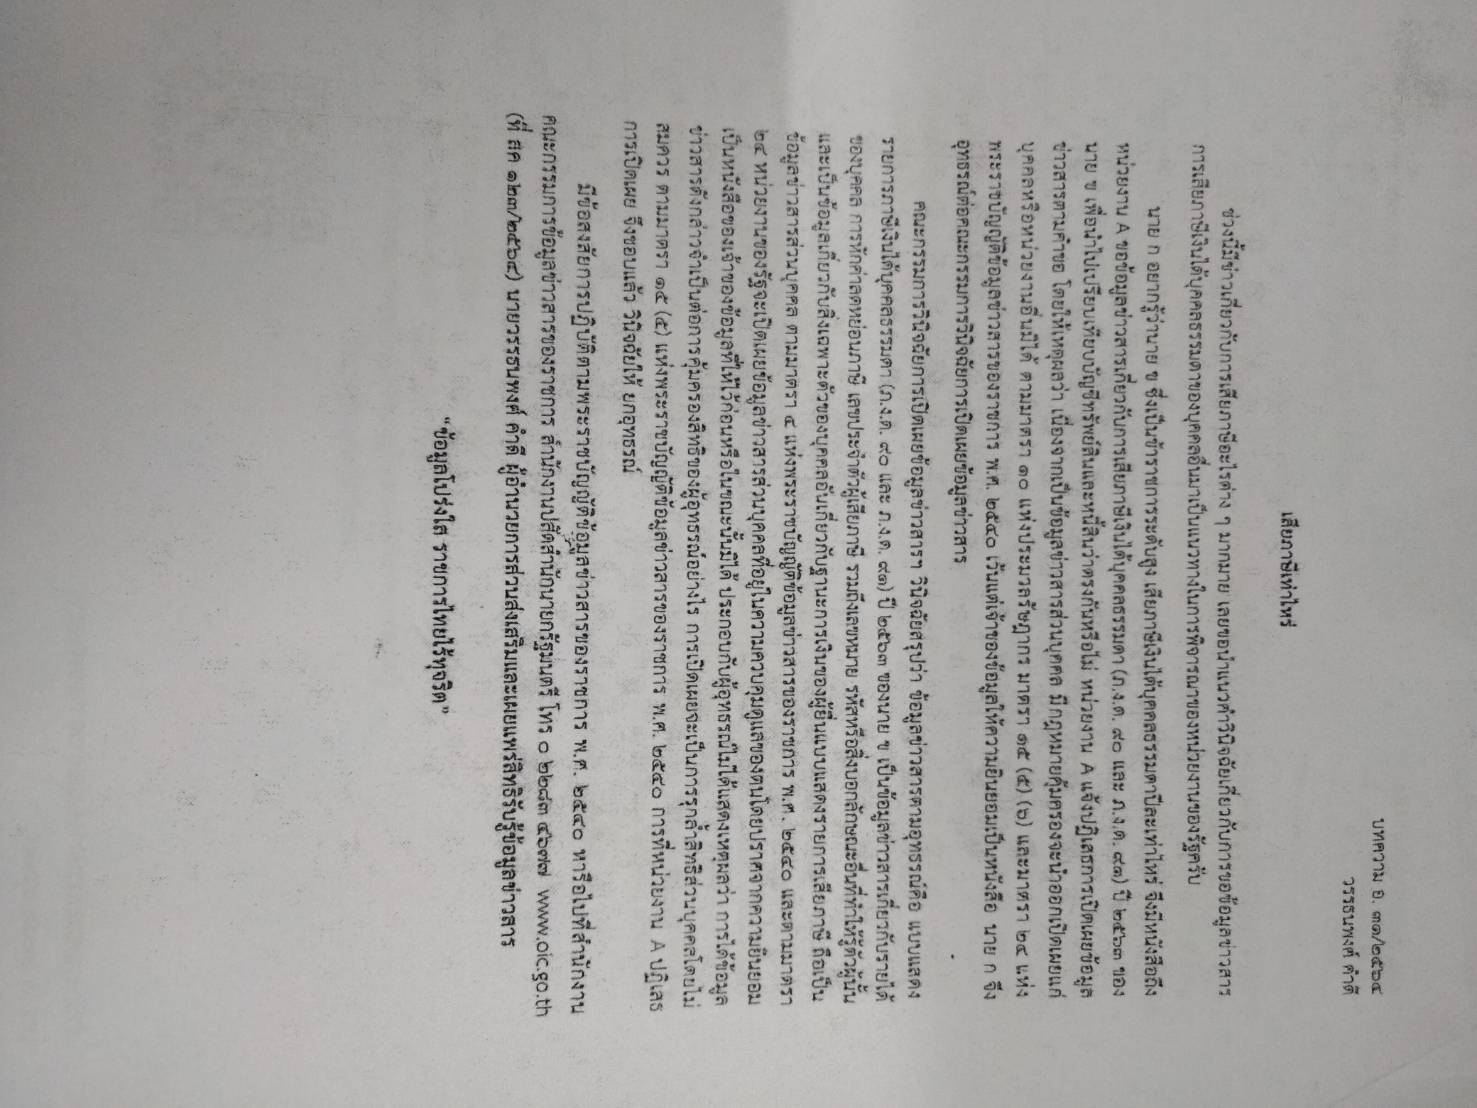 บทความ อ. ๓๑/๒๕๖๔
วรรธนพงศ์ คำดี
เสียภาษีเท่าไหร่
ช่วงนี้มีข่าวเกี่ยวกับการเสียภาษีอะไรต่าง ๆ มากมาย เลยขอนำแนวคำวินิจฉัยเกี่ยวกับการขอข้อมูลข่าวสาร
การเสียภาษีเงินได้บุคคลธรรมดาของบุคคลอื่นมาเป็นแนวทางในการพิจารณาของหน่วยงานของรัฐครับ
นาย ก อยากรู้ว่านาย ข ซึ่งเป็นข้าราชการระดับสูง เสียภาษีเงินได้บุคคลธรรมดาปีละเท่าไหร่ จึงมีหนังสือถึง
หน่วยงาน A ขอข้อมูลข่าวสารเกี่ยวกับการเสียภาษีเงินได้บุคคลธรรมดา (ภ.ง.ด. ๙๐ และ ภ.ง.ด. ๙๑) ปี ๒๕๖๓ ของ
นาย ข เพื่อนำไปเปรียบเทียบบัญชีทรัพย์สินและหนี้สินว่าตรงกันหรือไม่ หน่วยงาน A แจ้งปฏิเสธการเปิดเผยข้อมูล
ข่าวสารตามคำขอ โดยให้เหตุผลว่า เนื่องจากเป็นข้อมูลข่าวสารส่วนบุคคล มีกฎหมายคุ้มครองจะนำออกเปิดเผยแก่
บุคคลหรือหน่วยงานอื่นมิได้ ตามมาตรา ๑๐ แห่งประมวลรัษฎากร มาตรา ๑๕ (๕) (๖) และมาตรา ๒๔ แห่ง
พระราชบัญญัติข้อมูลข่าวสารของราชการ พ.ศ. ๒๕๔๐ เว้นแต่เจ้าของข้อมูลให้ความยินยอมเป็นหนังสือ นาย ก จึง
อุทธรณ์ต่อคณะกรรมการวินิจฉัยการเปิดเผยข้อมูลข่าวสาร
คณะกรรมการวินิจฉัยการเปิดเผยข้อมูลข่าวสารฯ วินิจฉัยสรุปว่า ข้อมูลข่าวสารตามอุทธรณ์คือ แบบแสดง
รายการภาษีเงินได้บุคคลธรรมดา (ภ.ง.ด. ๙๐ และ ภ.ง.ด. ๙๑) ปี ๒๕๖๓ ของนาย ข เป็นข้อมูลข่าวสารเกี่ยวกับรายได้
ของบุคคล การหักค่าลดหย่อนภาษี เลขประจำตัวผู้เสียภาษี รวมถึงเลขหมาย รหัสหรือสิ่งบอกลักษณะอื่นที่ทำให้รู้ตัวผู้นั้น
และเป็นข้อมูลเกี่ยวกับสิ่งเฉพาะตัวของบุคคลอันเกี่ยวกับฐานะการเงินของผู้ยื่นแบบแสดงรายการเสียภาษี ถือเป็น
ข้อมูลข่าวสารส่วนบุคคล ตามมาตรา ๔ แห่งพระราชบัญญัติข้อมูลข่าวสารของราชการ พ.ศ. ๒๕๔๐ และตามมาตรา
๒๔ หน่วยงานของรัฐจะเปิดเผยข้อมูลข่าวสารส่วนบุคคลที่อยู่ในความควบคุมดูแลของตนโดยปราศจากความยินยอม
เป็นหนังสือของเจ้าของข้อมูลที่ให้ไว้ก่อนหรือในขณะนั้นมิได้ ประกอบกับผู้อุทธรณ์ไม่ได้แสดงเหตุผลว่า การได้ข้อมูล
ข่าวสารดังกล่าวจำเป็นต่อการคุ้มครองสิทธิของผู้อุทธรณ์อย่างไร การเปิดเผยจะเป็นการรุกล้ำสิทธิส่วนบุคคลโดยไม่
สมควร ตามมาตรา ๑๕ (๕) แห่งพระราชบัญญัติข้อมูลข่าวสารของราชการ พ.ศ. ๒๕๔๐ การที่หน่วยงาน A ปฏิเสธ
การเปิดเผย จึงชอบแล้ว วินิจฉัยให้ ยกอุทธรณ์
มีข้อสงสัยการปฏิบัติตามพระราชบัญญัติข้อมูลข่าวสารของราชการ พ.ศ. ๒๕๔๐ หารือไปที่สำนักงาน
คณะกรรมการข้อมูลข่าวสารของราชการ สำนักงานปลัดสำนักนายกรัฐมนตรี โทร ๐ ๒๒๘๓ ๔๖๗๗ www.oic.go.th
(ที่ สค ๑๒๓/๒๕๖๔) นายวรรธนพงศ์ คำดี ผู้อำนวยการส่วนส่งเสริมและเผยแพร่สิทธิรับรู้ข้อมูลข่าวสาร
“ข้อมูลโปร่งใส ราชการไทยไร้ทุจริต”